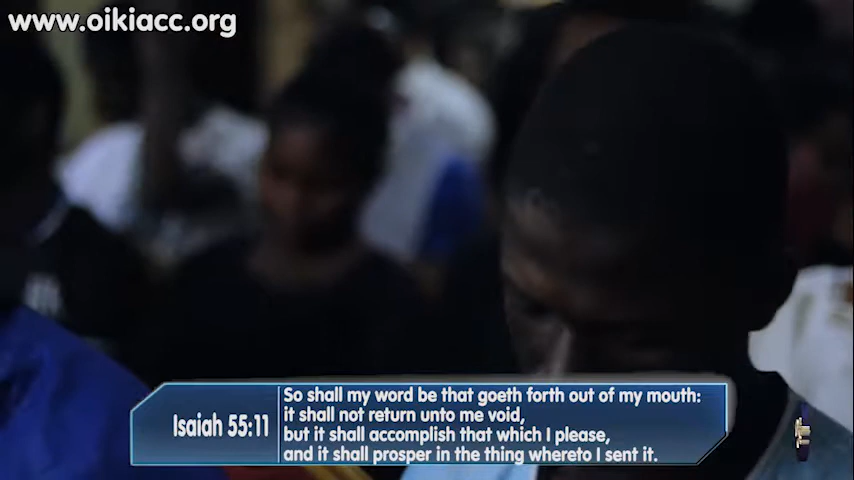 www.oikiacc.org
Isaiah 55:11
So shall my word be that goeth forth out of my mouth:
it shall not return unto me void,
but it shall accomplish that which I please,
and it shall prosper in the thing whereto I sent it.